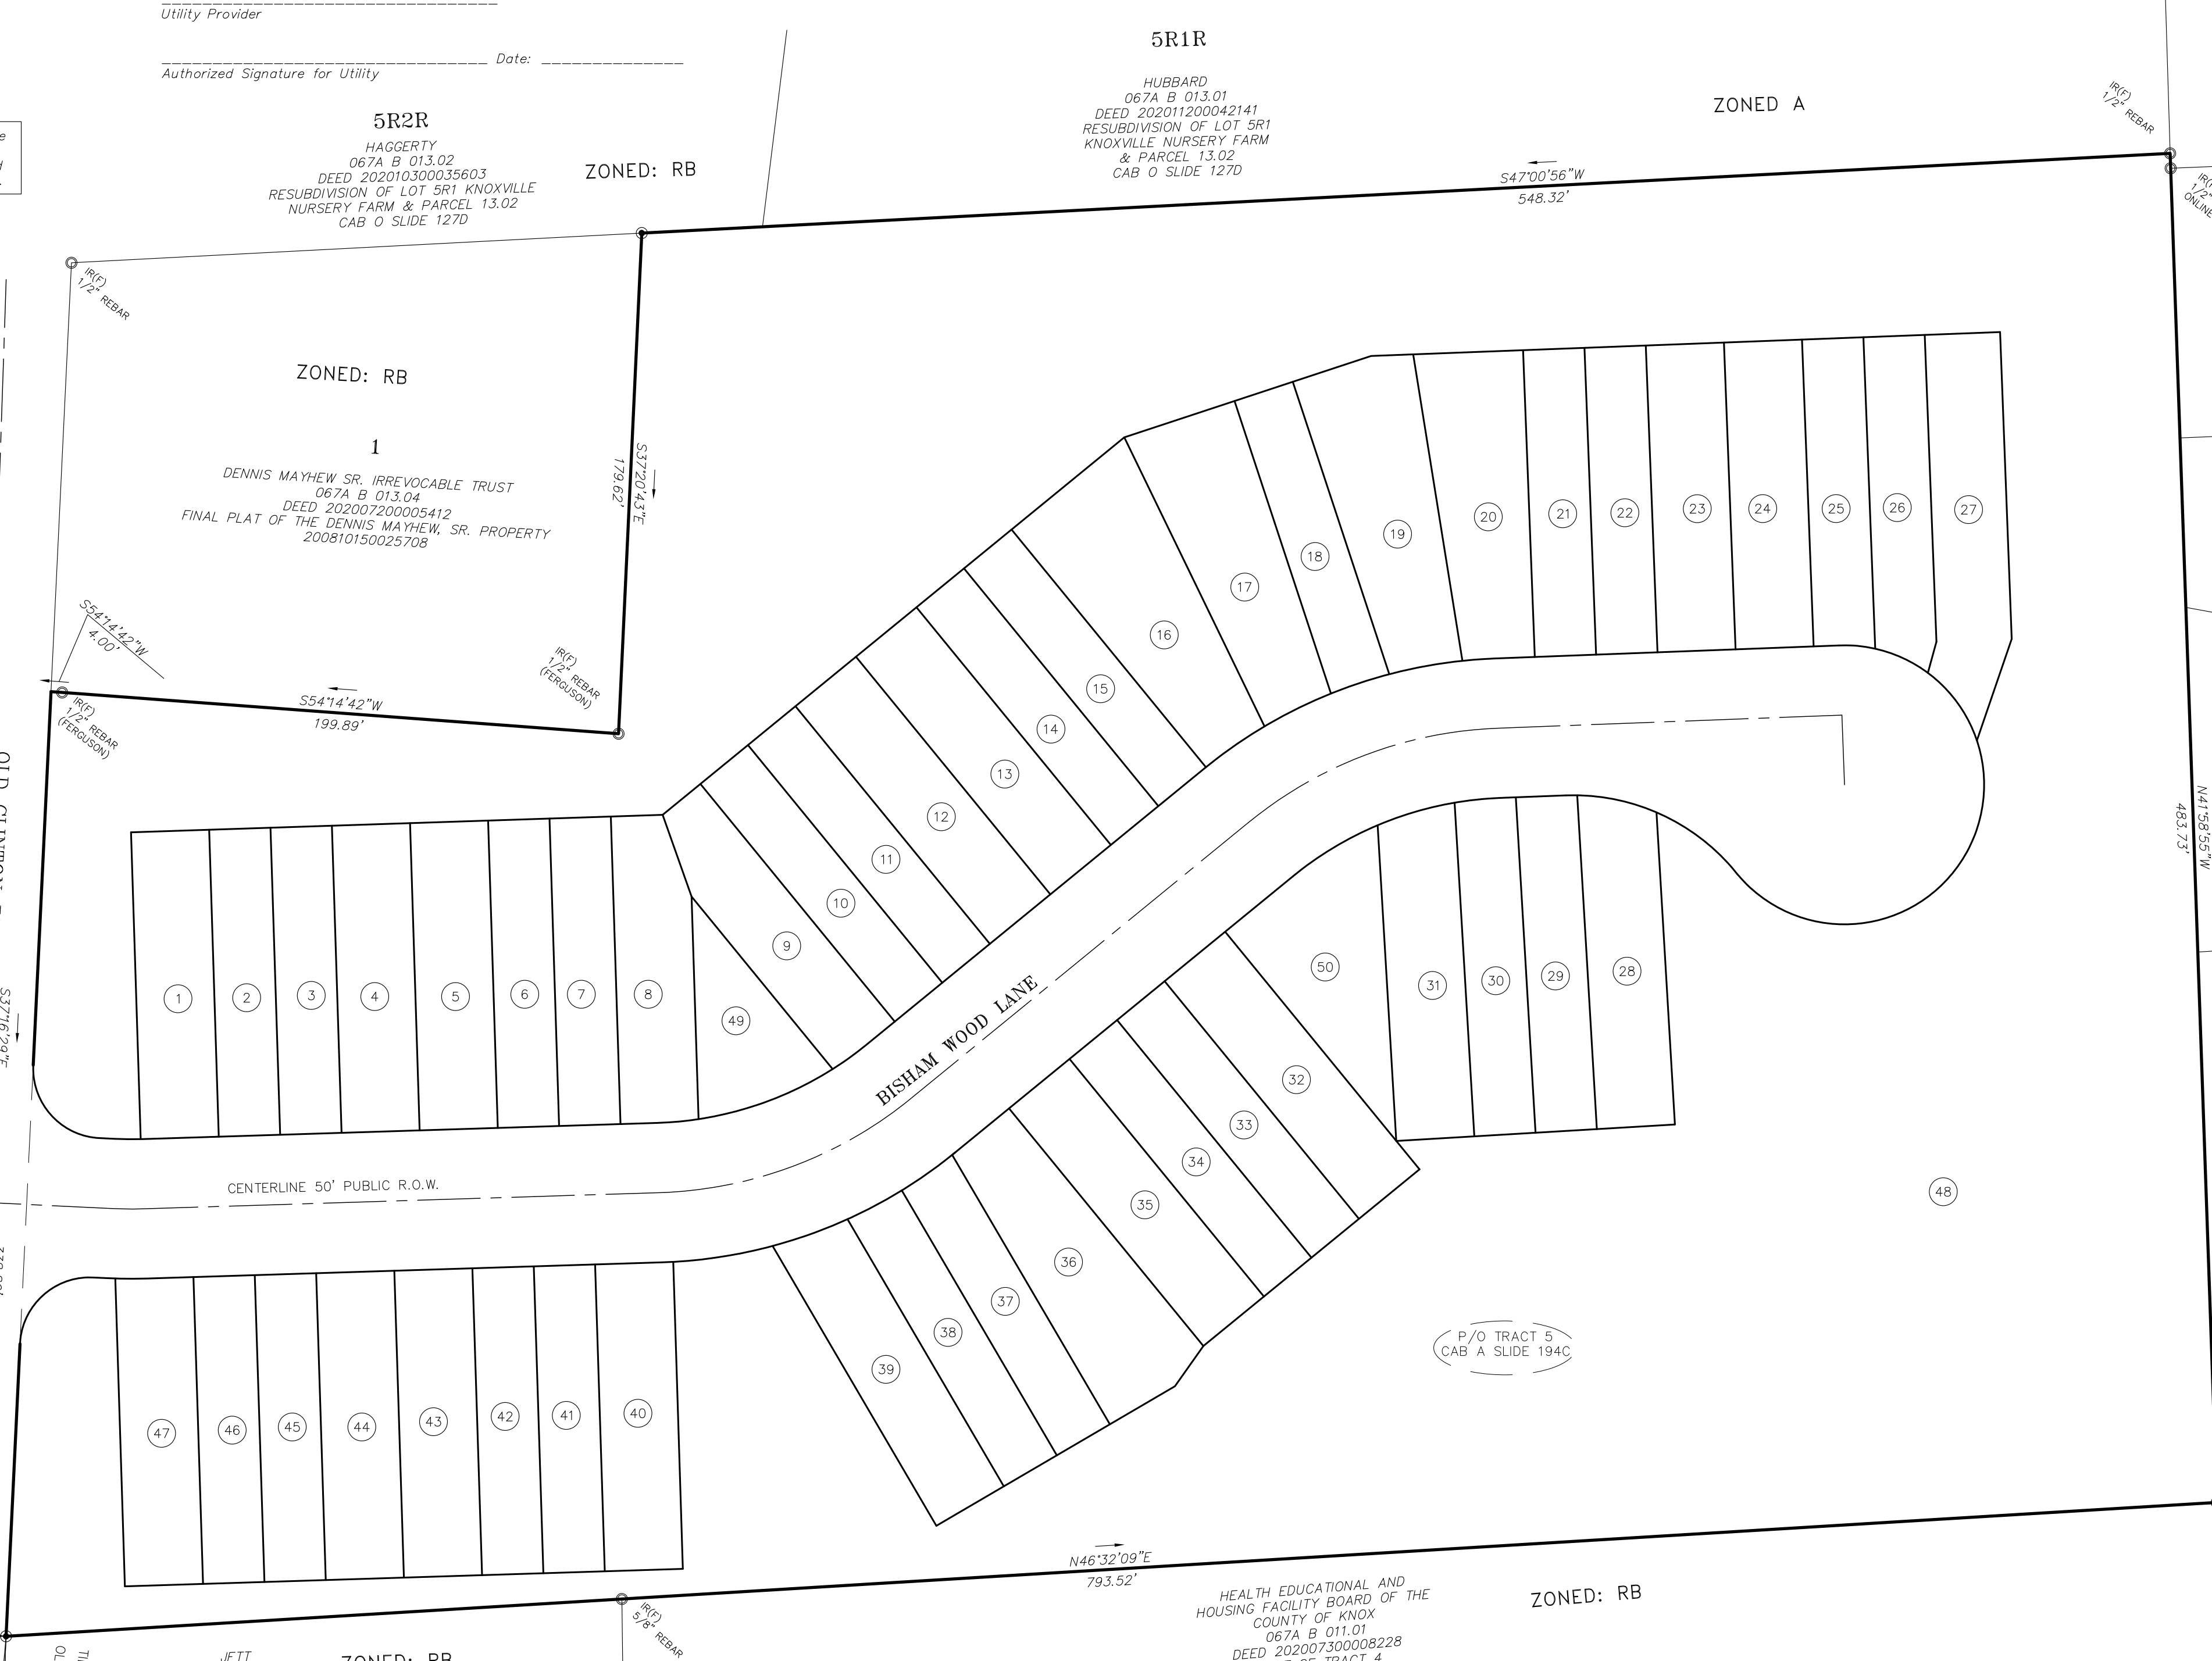 Utility Provider
Date:
Authorized Signature for Utility
5R2R
HAGGERTY
067A B 013.02
DEED 202010300035603
RESUBDIVISION OF LOT 5R1 KNOXVILLE
NURSERY FARM & PARCEL 13.02
CAB O SLIDE 127D
ZONED: RB
5R1R
HUBBARD
067A B 013.01
DEED 202011200042141
RESUBDIVISION OF LOT 5R1
KNOXVILLE NURSERY FARM
& PARCEL 13.02
CAB O SLIDE 127D
ZONED A
IR(F)
1/2" REBAR
1/2"
ONLINE
S47°00'56"W
548.32'
IR(F)
1/2" REBAR
ZONED: RB
1
DENNIS MAYHEW SR. IRREVOCABLE TRUST
067A B 013.04
DEED 202007200005412
FINAL PLAT OF THE DENNIS MAYHEW, SR. PROPERTY
200810150025708
S37°20'43"E
179.62'
S54°14'42"W
4.00'
IR(F)
1/2" REBAR
(FERGUSON)
S54°14'42"W
199.89'
IR(F)
1/2" REBAR
(FERGUSON)
OLD CLINTON
S37°16'29"E
1
2
3
4
5
6
7
8
49
9
10
11
12
13
14
15
16
17
18
19
20
21
22
23
24
25
26
27
N41°58'55"W
483.73'
BISHAM WOOD LANE
CENTERLINE 50' PUBLIC R.O.W.
50
31
30
29
28
32
33
34
35
36
37
38
39
48
P/O TRACT 5
CAB A SLIDE 194C
47
46
45
44
43
42
41
40
N46°32'09"E
793.52'
IR(F)
5/8" REBAR
HEALTH EDUCATIONAL AND
HOUSING FACILITY BOARD OF THE
COUNTY OF KNOX
067A B 011.01
DEED 202007300008228
TRACT 4
ZONED: RB
JETT
ZONED: RB